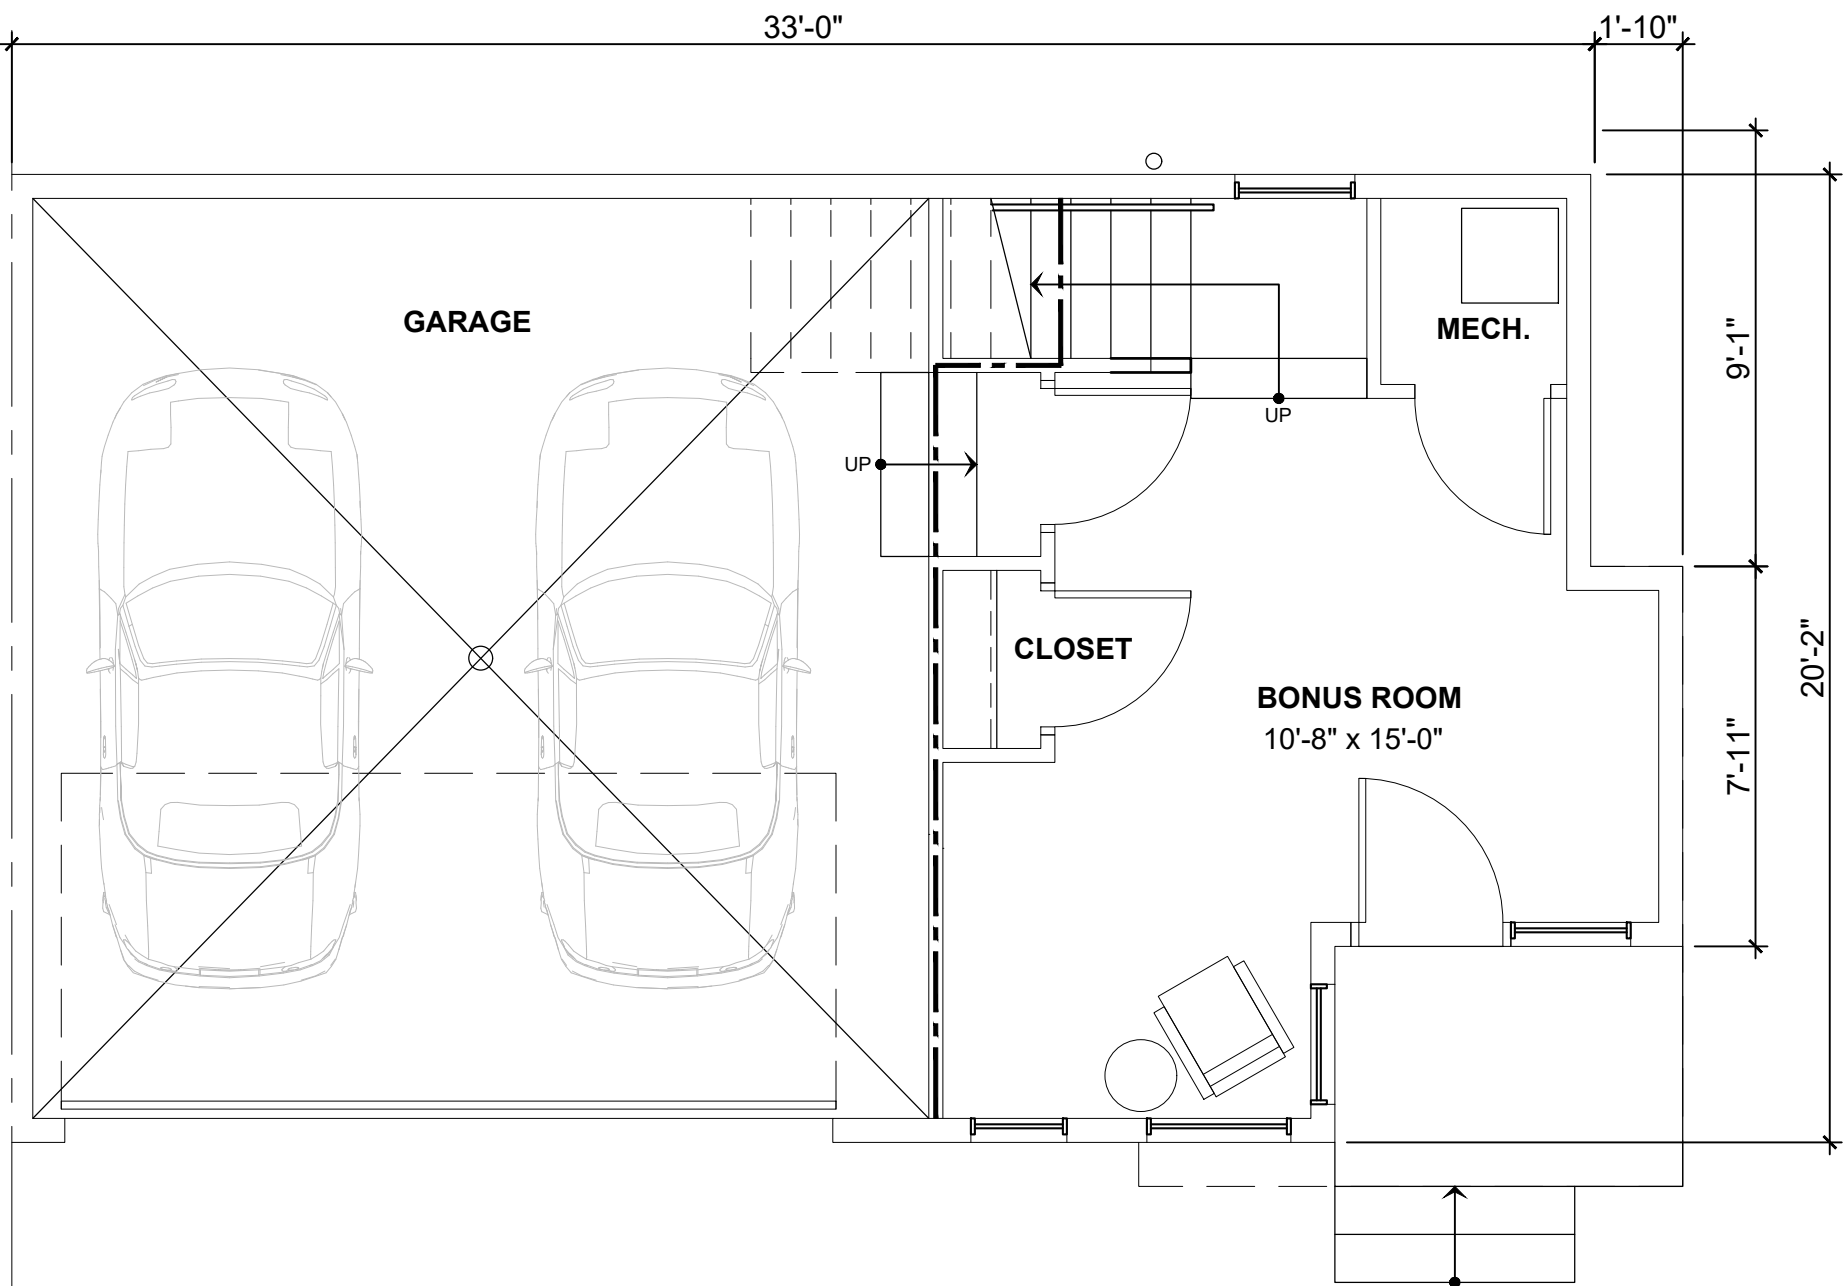 33'-0"
1'-10"
GARAGE
MECH.
9'-1"
UP
UP
20'-2"
CLOSET
BONUS ROOM
10'-8" x 15'-0"
7'-11"